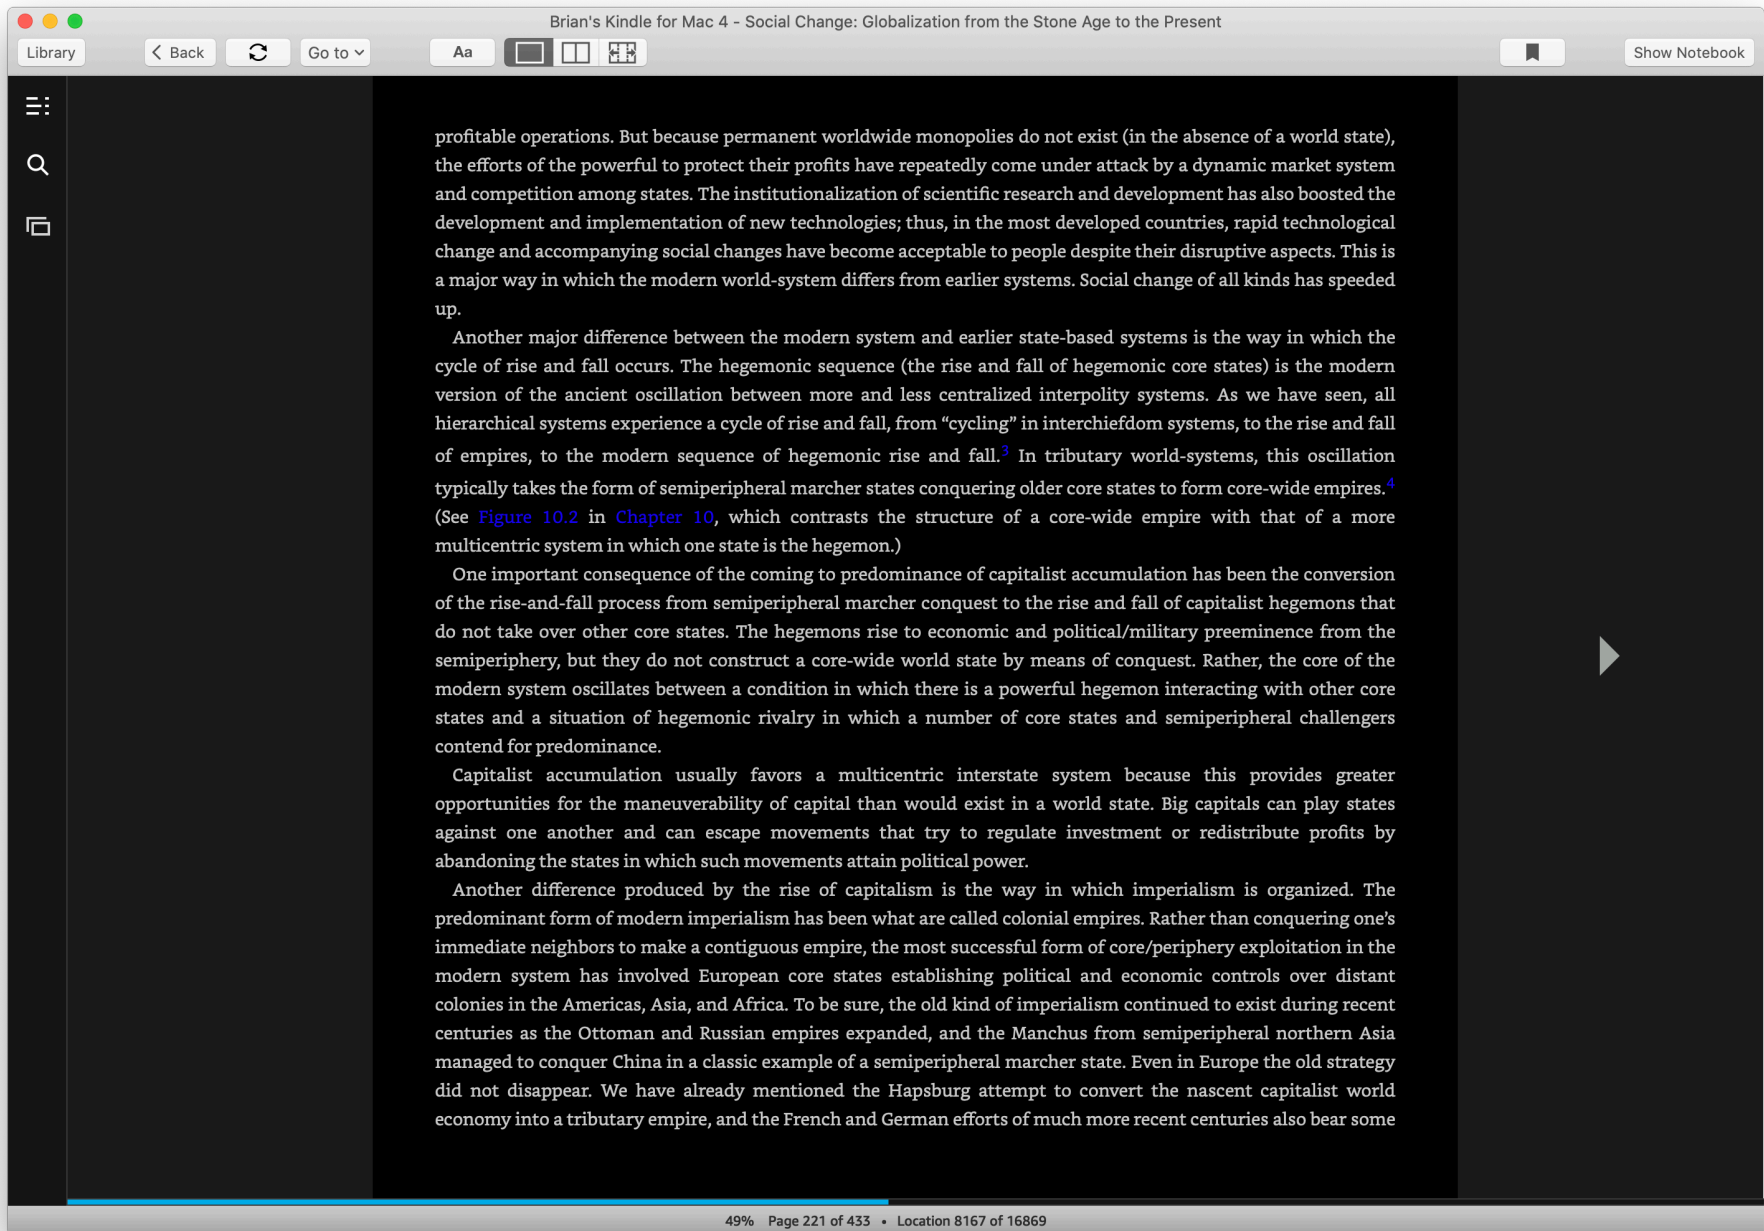 Brian's Kindle for Mac 4 - Social Change: Globalization from the Stone Age to the Present
Library
Back
Go to
Aa
Show Notebook
profitable operations. But because permanent worldwide monopolies do not exist (in the absence of a world state),
the efforts of the powerful to protect their profits have repeatedly come under attack by a dynamic market system
and competition among states. The institutionalization of scientific research and development has also boosted the
development and implementation of new technologies; thus, in the most developed countries, rapid technological
change and accompanying social changes have become acceptable to people despite their disruptive aspects. This is
a major way in which the modern world-system differs from earlier systems. Social change of all kinds has speeded
up.
Another major difference between the modern system and earlier state-based systems is the way in which the
cycle of rise and fall occurs. The hegemonic sequence (the rise and fall of hegemonic core states) is the modern
version of the ancient oscillation between more and less centralized interpolity systems. As we have seen, all
hierarchical systems experience a cycle of rise and fall, from “cycling” in interchiefdom systems, to the rise and fall
of empires, to the modern sequence of hegemonic rise and fall.3 In tributary world-systems, this oscillation
typically takes the form of semiperipheral marcher states conquering older core states to form core-wide empires.4
(See Figure 10.2 in Chapter 10, which contrasts the structure of a core-wide empire with that of a more
multicentric system in which one state is the hegemon.)
One important consequence of the coming to predominance of capitalist accumulation has been the conversion
of the rise-and-fall process from semiperipheral marcher conquest to the rise and fall of capitalist hegemons that
do not take over other core states. The hegemons rise to economic and political/military preeminence from the
semiperiphery, but they do not construct a core-wide world state by means of conquest. Rather, the core of the
modern system oscillates between a condition in which there is a powerful hegemon interacting with other core
states and a situation of hegemonic rivalry in which a number of core states and semiperipheral challengers
contend for predominance.
Capitalist accumulation usually favors a multicentric interstate system because this provides greater
opportunities for the maneuverability of capital than would exist in a world state. Big capitals can play states
against one another and can escape movements that try to regulate investment or redistribute profits by
abandoning the states in which such movements attain political power.
Another difference produced by the rise of capitalism is the way in which imperialism is organized. The
predominant form of modern imperialism has been what are called colonial empires. Rather than conquering one’s
immediate neighbors to make a contiguous empire, the most successful form of core/periphery exploitation in the
modern system has involved European core states establishing political and economic controls over distant
colonies in the Americas, Asia, and Africa. To be sure, the old kind of imperialism continued to exist during recent
centuries as the Ottoman and Russian empires expanded, and the Manchus from semiperipheral northern Asia
managed to conquer China in a classic example of a semiperipheral marcher state. Even in Europe the old strategy
did not disappear. We have already mentioned the Hapsburg attempt to convert the nascent capitalist world
economy into a tributary empire, and the French and German efforts of much more recent centuries also bear some
49% Page 221 of 433 • Location 8167 of 16869